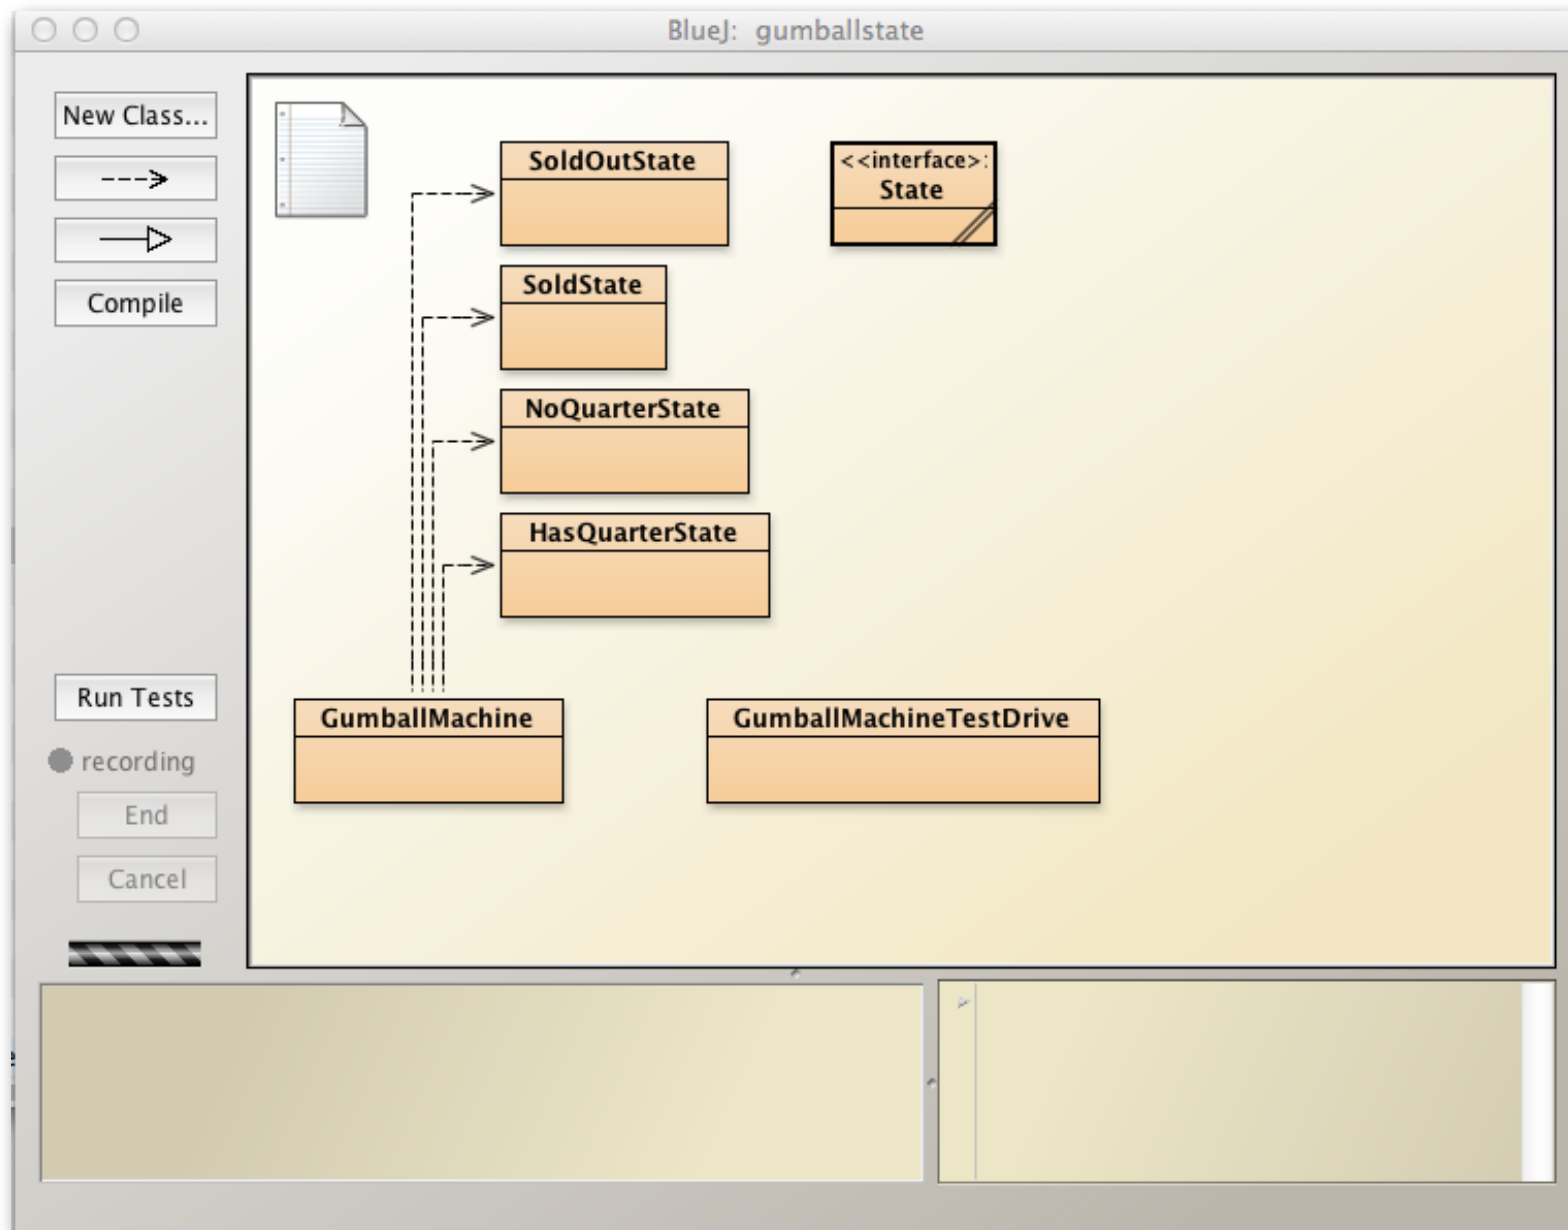 BlueJ: gumballstate
New Class...
Compile
Run Tests
recording
End
Cancel
SoldOutState
<<interface>:
State
SoldState
NoQuarterState
HasQuarterState
GumballMachine
GumballMachineTestDrive